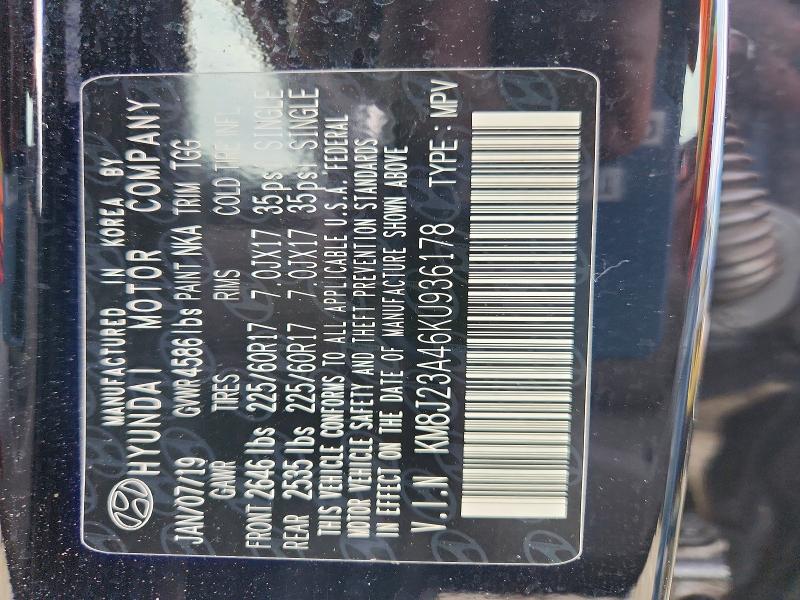 MANUFACTURED IN KOREA BY
HYUNDAI MOTOR COMPANY
JAN/07/19 GVWR 4586 lbs PAINT NKA TRIM TGG
GAWR TIRES RIMS COLD TIRE INFL
FRONT 2646 lbs 225/60R17 7.0JX17 35psi SINGLE
REAR 2535 lbs 225/60R17 7.0JX17 35psi SINGLE
THIS VEHICLE CONFORMS TO ALL APPLICABLE U.S.A. FEDERAL
MOTOR VEHICLE SAFETY AND THEFT PREVENTION STANDARDS
IN EFFECT ON THE DATE OF MANUFACTURE SHOWN ABOVE
V.I.N KM8J23A46KU936178 TYPE : MPV